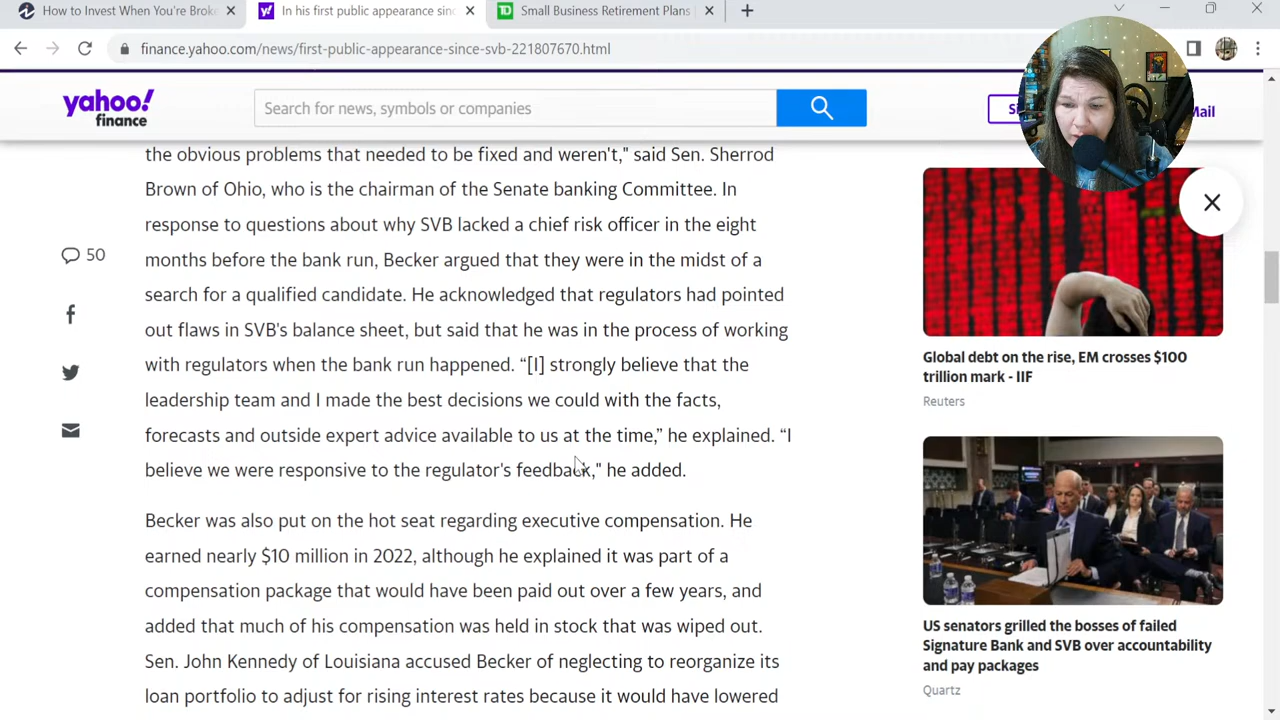 How to Invest When You're Broke
In his first public appearance sinc
Small Business Retirement Plans
finance.yahoo.com/news/first-public-appearance-since-svb-221807670.html
yahoo!
finance
Search for news, symbols or companies
Mail
the obvious problems that needed to be fixed and weren't," said Sen. Sherrod
Brown of Ohio, who is the chairman of the Senate banking Committee. In
response to questions about why SVB lacked a chief risk officer in the eight
months before the bank run, Becker argued that they were in the midst of a
search for a qualified candidate. He acknowledged that regulators had pointed
out flaws in SVB's balance sheet, but said that he was in the process of working
with regulators when the bank run happened. “[I] strongly believe that the
leadership team and I made the best decisions we could with the facts,
forecasts and outside expert advice available to us at the time,” he explained. “I
believe we were responsive to the regulator's feedback," he added.
Becker was also put on the hot seat regarding executive compensation. He
earned nearly $10 million in 2022, although he explained it was part of a
compensation package that would have been paid out over a few years, and
added that much of his compensation was held in stock that was wiped out.
Sen. John Kennedy of Louisiana accused Becker of neglecting to reorganize its
loan portfolio to adjust for rising interest rates because it would have lowered
50
Global debt on the rise, EM crosses $100
trillion mark - IIF
Reuters
US senators grilled the bosses of failed
Signature Bank and SVB over accountability
and pay packages
Quartz